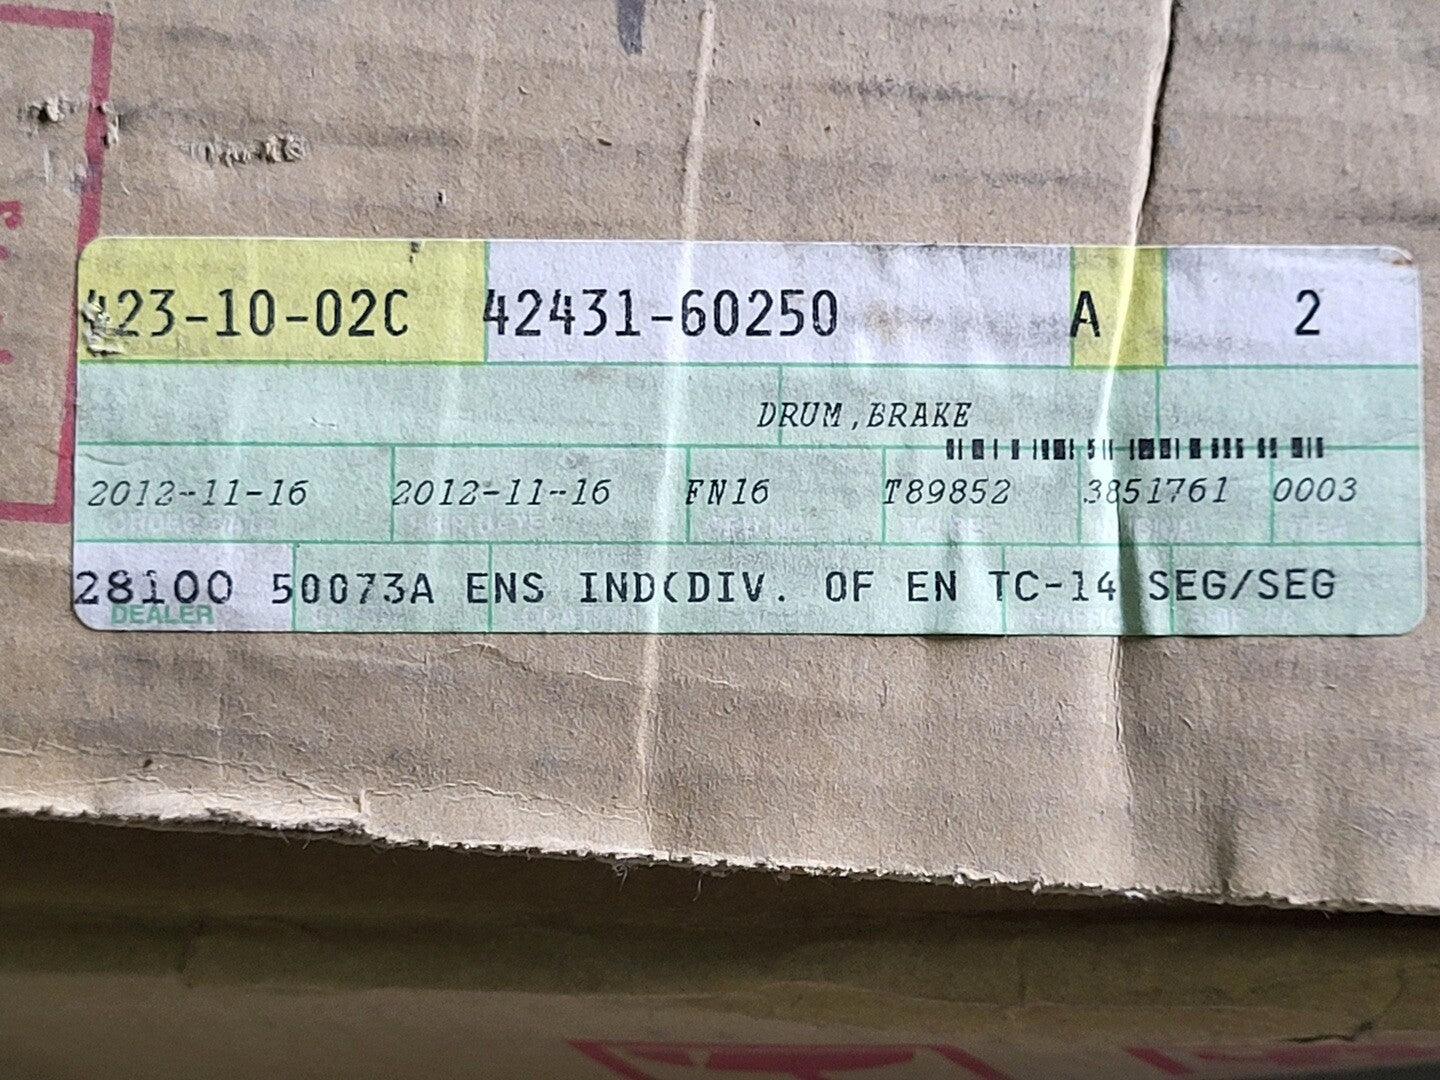 423-10-02C 42431-60250 A 2
DRUM,BRAKE
2012-11-16 2012-11-16 FN16 T89852 3851761 0003
28100 50073A ENS IND(DIV. OF EN TC-14 SEG/SEG
DEALER